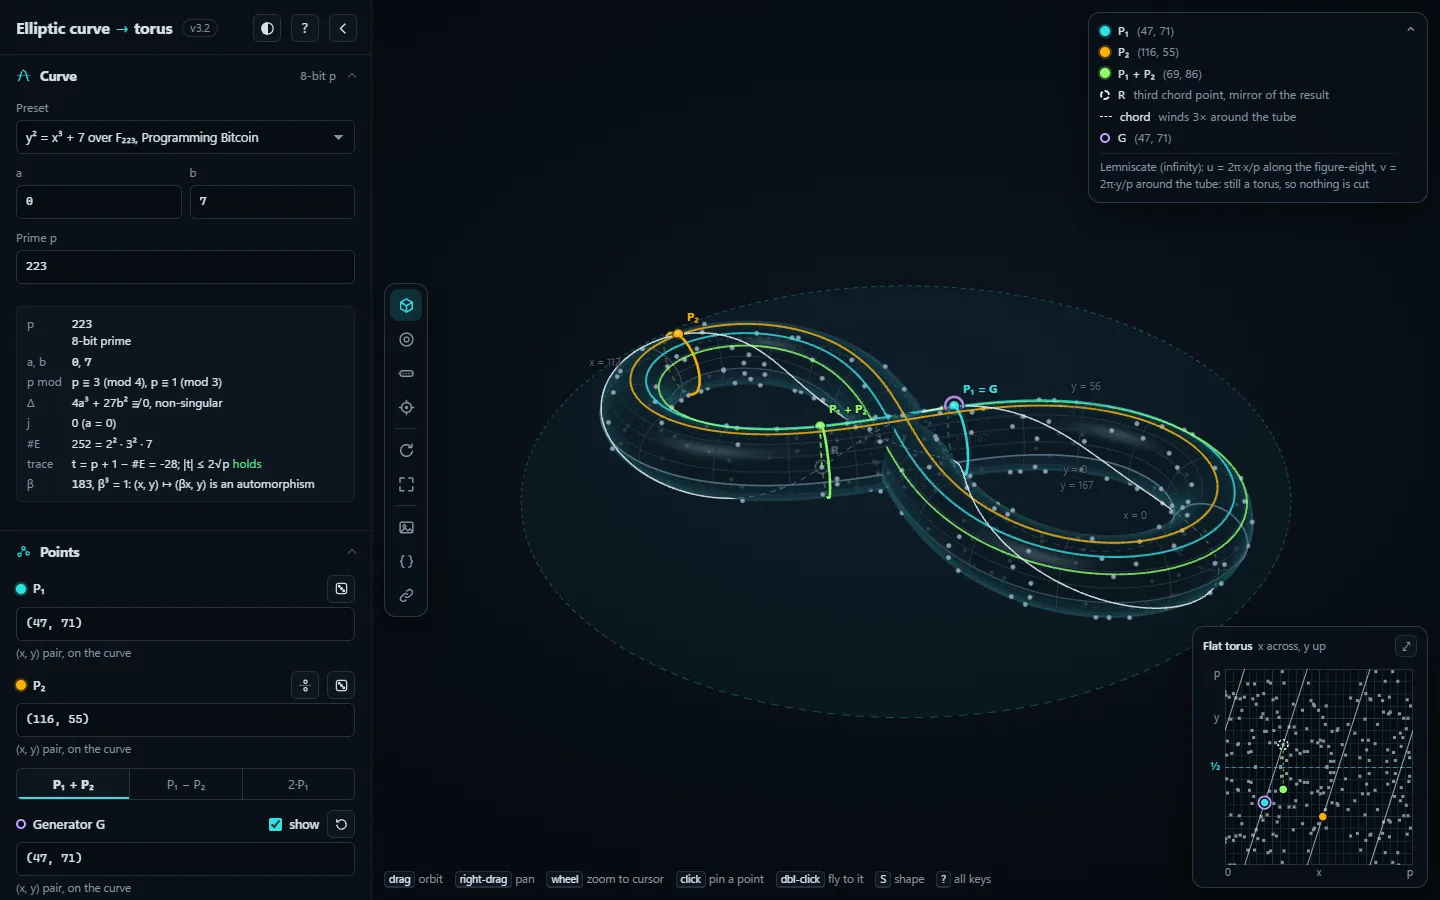 Elliptic curve → torus v3.2
?
Curve 8-bit p
Preset
y² = x³ + 7 over F₂₂₃, Programming Bitcoin
a b
0 7
Prime p
223
p 223
8-bit prime
a, b 0, 7
p mod p ≡ 3 (mod 4), p ≡ 1 (mod 3)
Δ 4a³ + 27b² ≢ 0, non-singular
j 0 (a = 0)
#E 252 = 2² · 3² · 7
trace t = p + 1 − #E = -28; |t| ≤ 2√p holds
β 183, β³ = 1: (x, y) ↦ (βx, y) is an automorphism
Points
P₁
(47, 71)
(x, y) pair, on the curve
P₂
(116, 55)
(x, y) pair, on the curve
P₁ + P₂ P₁ − P₂ 2·P₁
Generator G show
(47, 71)
(x, y) pair, on the curve
P₁ (47, 71)
P₂ (116, 55)
P₁ + P₂ (69, 86)
R third chord point, mirror of the result
chord winds 3× around the tube
G (47, 71)
Lemniscate (infinity): u = 2π·x/p along the figure-eight, v =
2π·y/p around the tube: still a torus, so nothing is cut
P₂
x = 112
P₁ = G
y = 56
P₁ + P₂
R
y = 0
y = 167
x = 0
Flat torus x across, y up
p
y
½
0 x p
drag orbit right-drag pan wheel zoom to cursor click pin a point dbl-click fly to it S shape ? all keys